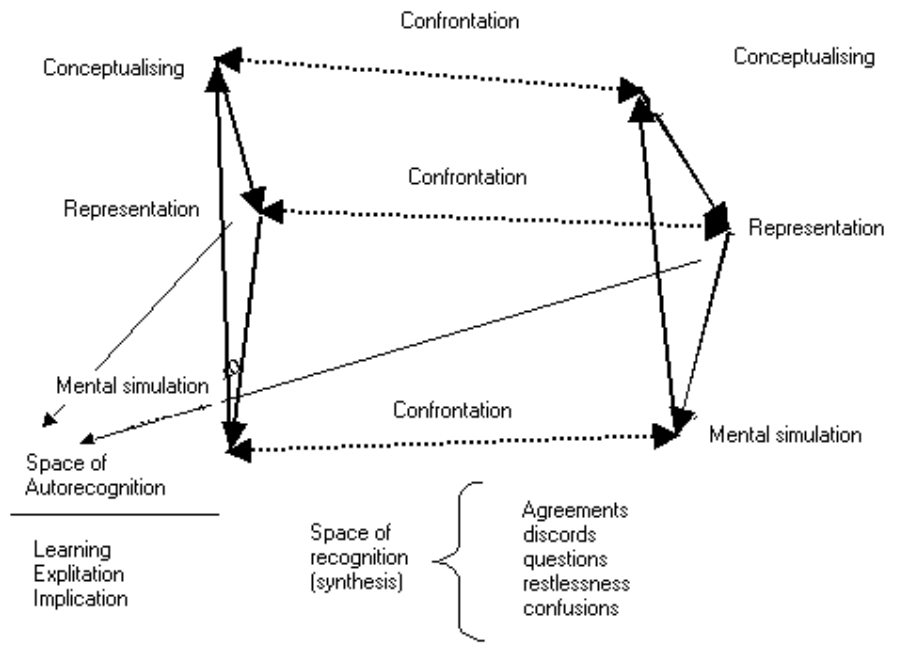 Confrontation
Conceptualising
Conceptualising
Confrontation
Representation
Representation
Mental simulation
Confrontation
Mental simulation
Space of
Autorecognition
Learning
Explitation
Implication
Space of
recognition
(synthesis)
Agreements
discords
questions
restlessness
confusions